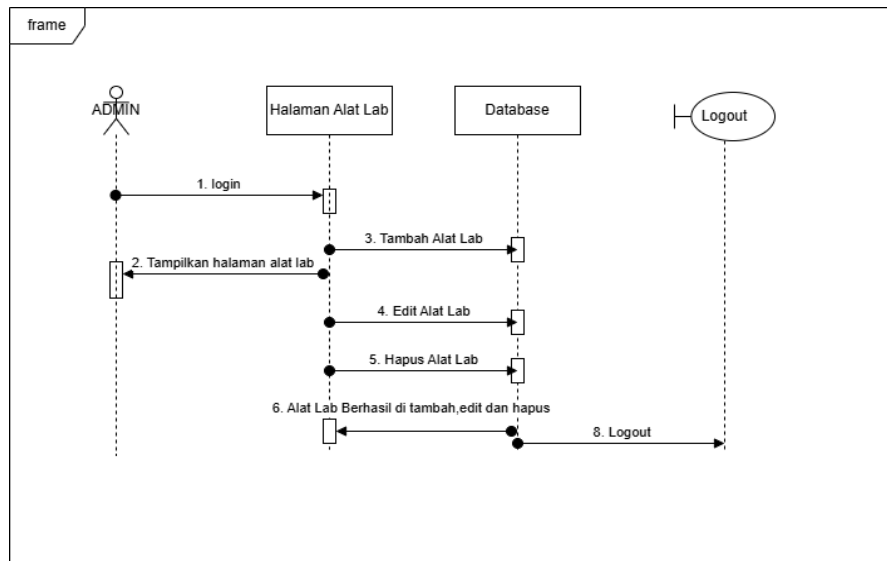 frame
ADMIN
Halaman Alat Lab
Database
Logout
1. login
3. Tambah Alat Lab
2. Tampilkan halaman alat lab
4. Edit Alat Lab
5. Hapus Alat Lab
6. Alat Lab Berhasil di tambah,edit dan hapus
8. Logout